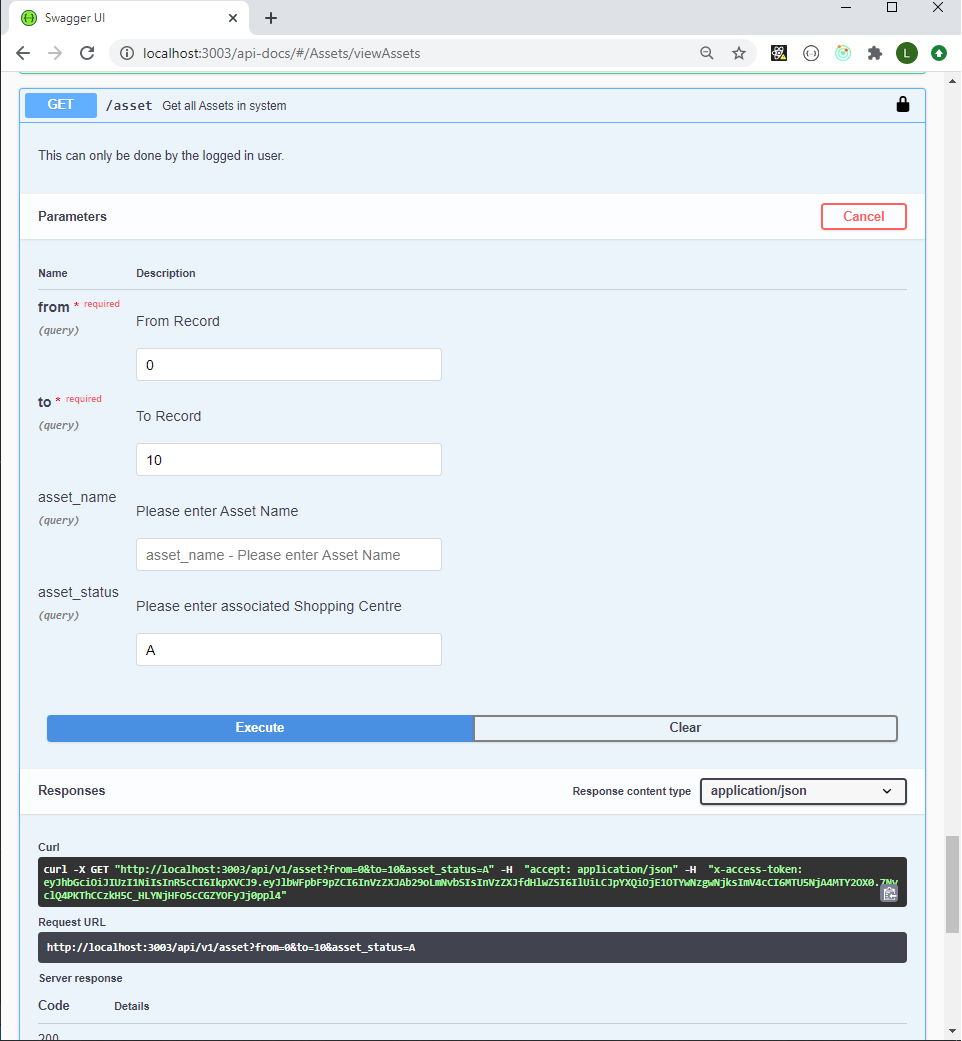 Swagger UI
localhost:3003/api-docs/#/Assets/viewAssets
L
GET /asset Get all Assets in system
This can only be done by the logged in user.
Parameters Cancel
Name Description
from * required
(query)
From Record
0
to * required
(query)
To Record
10
asset_name
(query)
Please enter Asset Name
asset_name - Please enter Asset Name
asset_status
(query)
Please enter associated Shopping Centre
A
Execute Clear
Responses Response content type application/json
Curl
curl -X GET "http://localhost:3003/api/v1/asset?from=0&to=10&asset_status=A" -H "accept: application/json" -H "x-access-token:
Request URL
http://localhost:3003/api/v1/asset?from=0&to=10&asset_status=A
Server response
Code Details
200